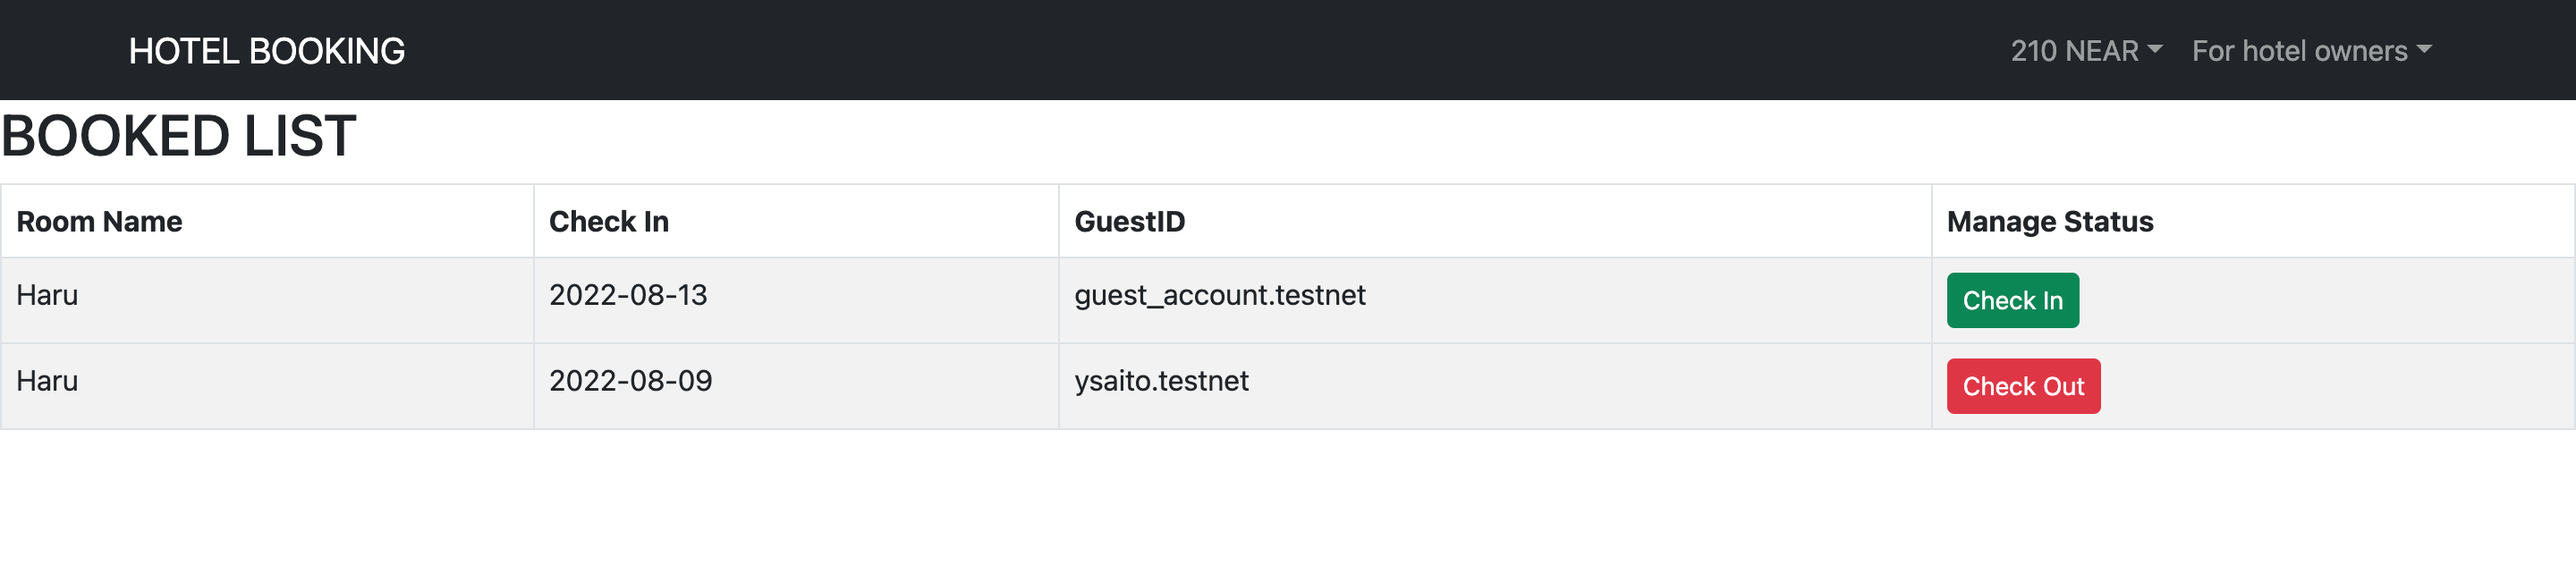 HOTEL BOOKING 210 NEAR For hotel owners
BOOKED LIST
Room Name Check In GuestID Manage Status
Haru 2022-08-13 guest_account.testnet Check In
Haru 2022-08-09 ysaito.testnet Check Out